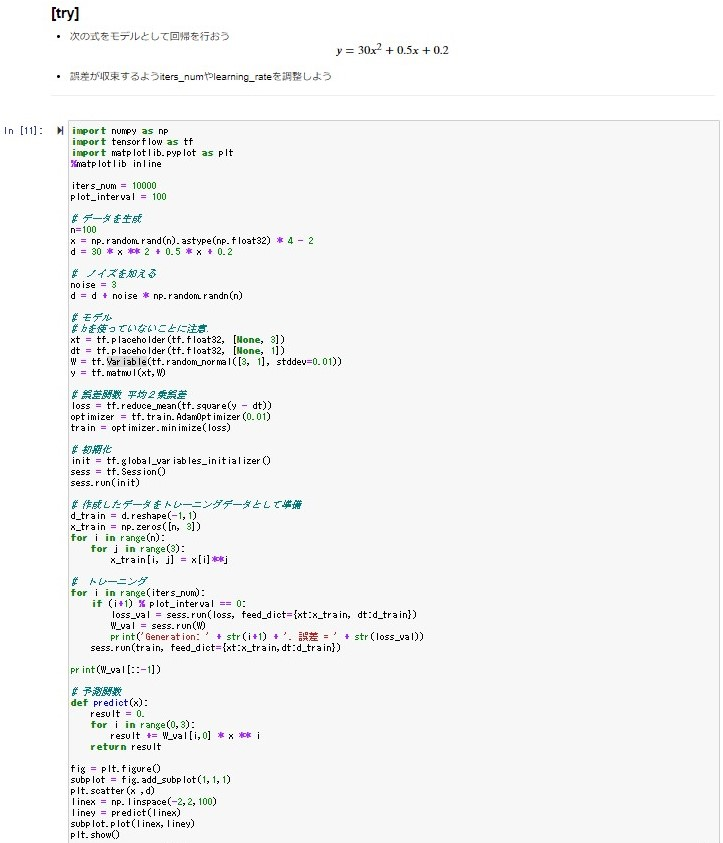 [try]
• 次の式をモデルとして回帰を行おう
y = 30x² + 0.5x + 0.2
• 誤差が収束するようiters_numやlearning_rateを調整しよう
In [11]:
import numpy as np
import tensorflow as tf
import matplotlib.pyplot as plt
%matplotlib inline
iters_num = 10000
plot_interval = 100
# データを生成
n=100
x = np.random.rand(n).astype(np.float32) * 4 - 2
d = 30 * x ** 2 + 0.5 * x + 0.2
# ノイズを加える
noise = 3
d = d + noise * np.random.randn(n)
# モデル
# bを使っていないことに注意.
xt = tf.placeholder(tf.float32, [None, 3])
dt = tf.placeholder(tf.float32, [None, 1])
W = tf.Variable(tf.random_normal([3, 1], stddev=0.01))
y = tf.matmul(xt,W)
# 誤差関数 平均２乗誤差
loss = tf.reduce_mean(tf.square(y - dt))
optimizer = tf.train.AdamOptimizer(0.01)
train = optimizer.minimize(loss)
# 初期化
init = tf.global_variables_initializer()
sess = tf.Session()
sess.run(init)
# 作成したデータをトレーニングデータとして準備
d_train = d.reshape(-1,1)
x_train = np.zeros([n, 3])
for i in range(n):
for j in range(3):
x_train[i, j] = x[i]**j
# トレーニング
for i in range(iters_num):
if (i+1) % plot_interval == 0:
loss_val = sess.run(loss, feed_dict={xt:x_train, dt:d_train})
W_val = sess.run(W)
print('Generation: ' + str(i+1) + '. 誤差 = ' + str(loss_val))
sess.run(train, feed_dict={xt:x_train,dt:d_train})
print(W_val[::-1])
# 予測関数
def predict(x):
result = 0.
for i in range(0,3):
result += W_val[i,0] * x ** i
return result
fig = plt.figure()
subplot = fig.add_subplot(1,1,1)
plt.scatter(x ,d)
linex = np.linspace(-2,2,100)
liney = predict(linex)
subplot.plot(linex,liney)
plt.show()